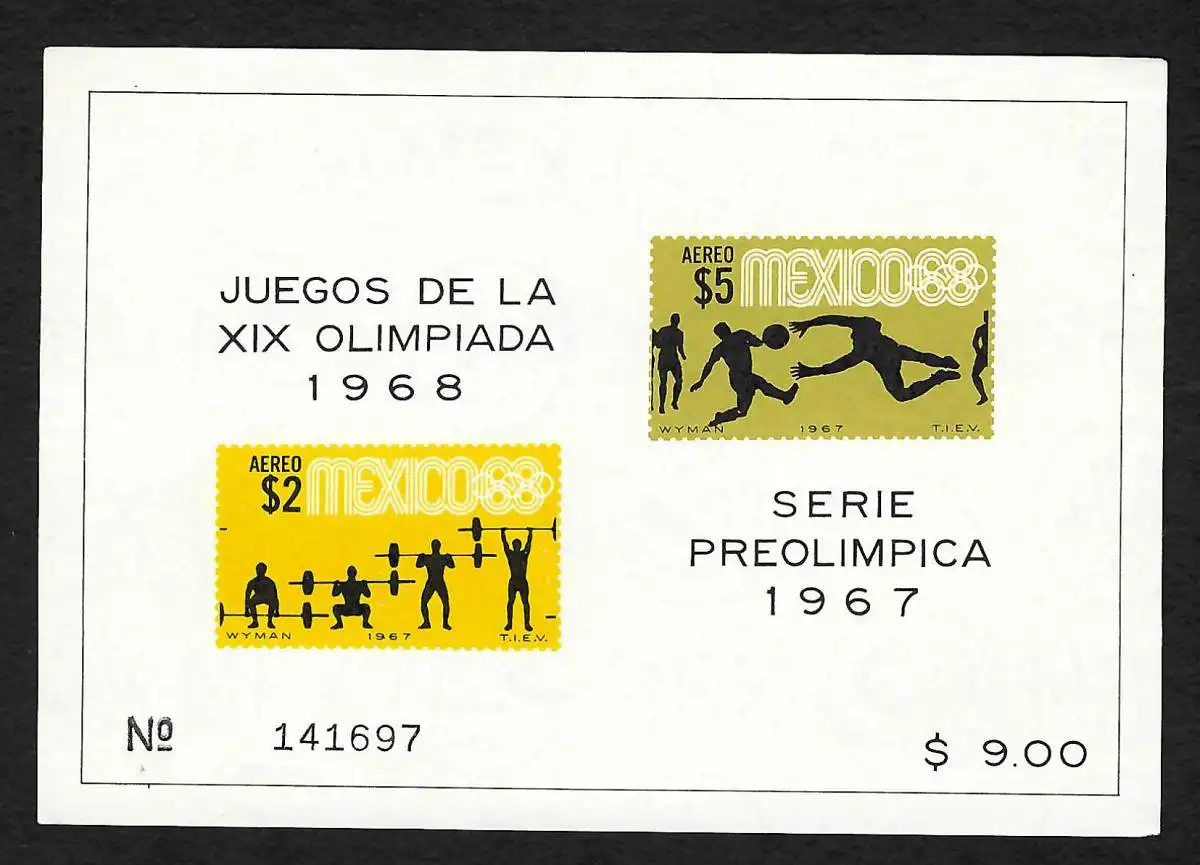 JUEGOS DE LA
XIX OLIMPIADA
1968
AEREO
$2
MEXICO68
WYMAN 1967 T.I.E.V.
AEREO
$5
MEXICO68
WYMAN 1967 T.I.E.V.
SERIE
PREOLIMPICA
1967
Nº 141697
$ 9.00